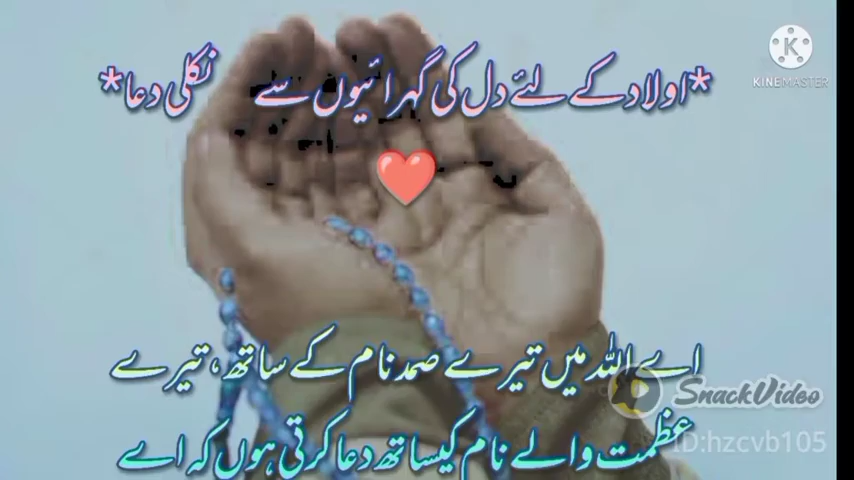 *اولاد کے لئے دل کی گہرائیوں سے نکلی دعا*
KINEMASTER
اے اللہ میں تیرے صمد نام کے ساتھ، تیرے
SnackVideo
عظمت والے نام کیساتھ دعا کرتی ہوں کہ اے
ID:hzcvb105